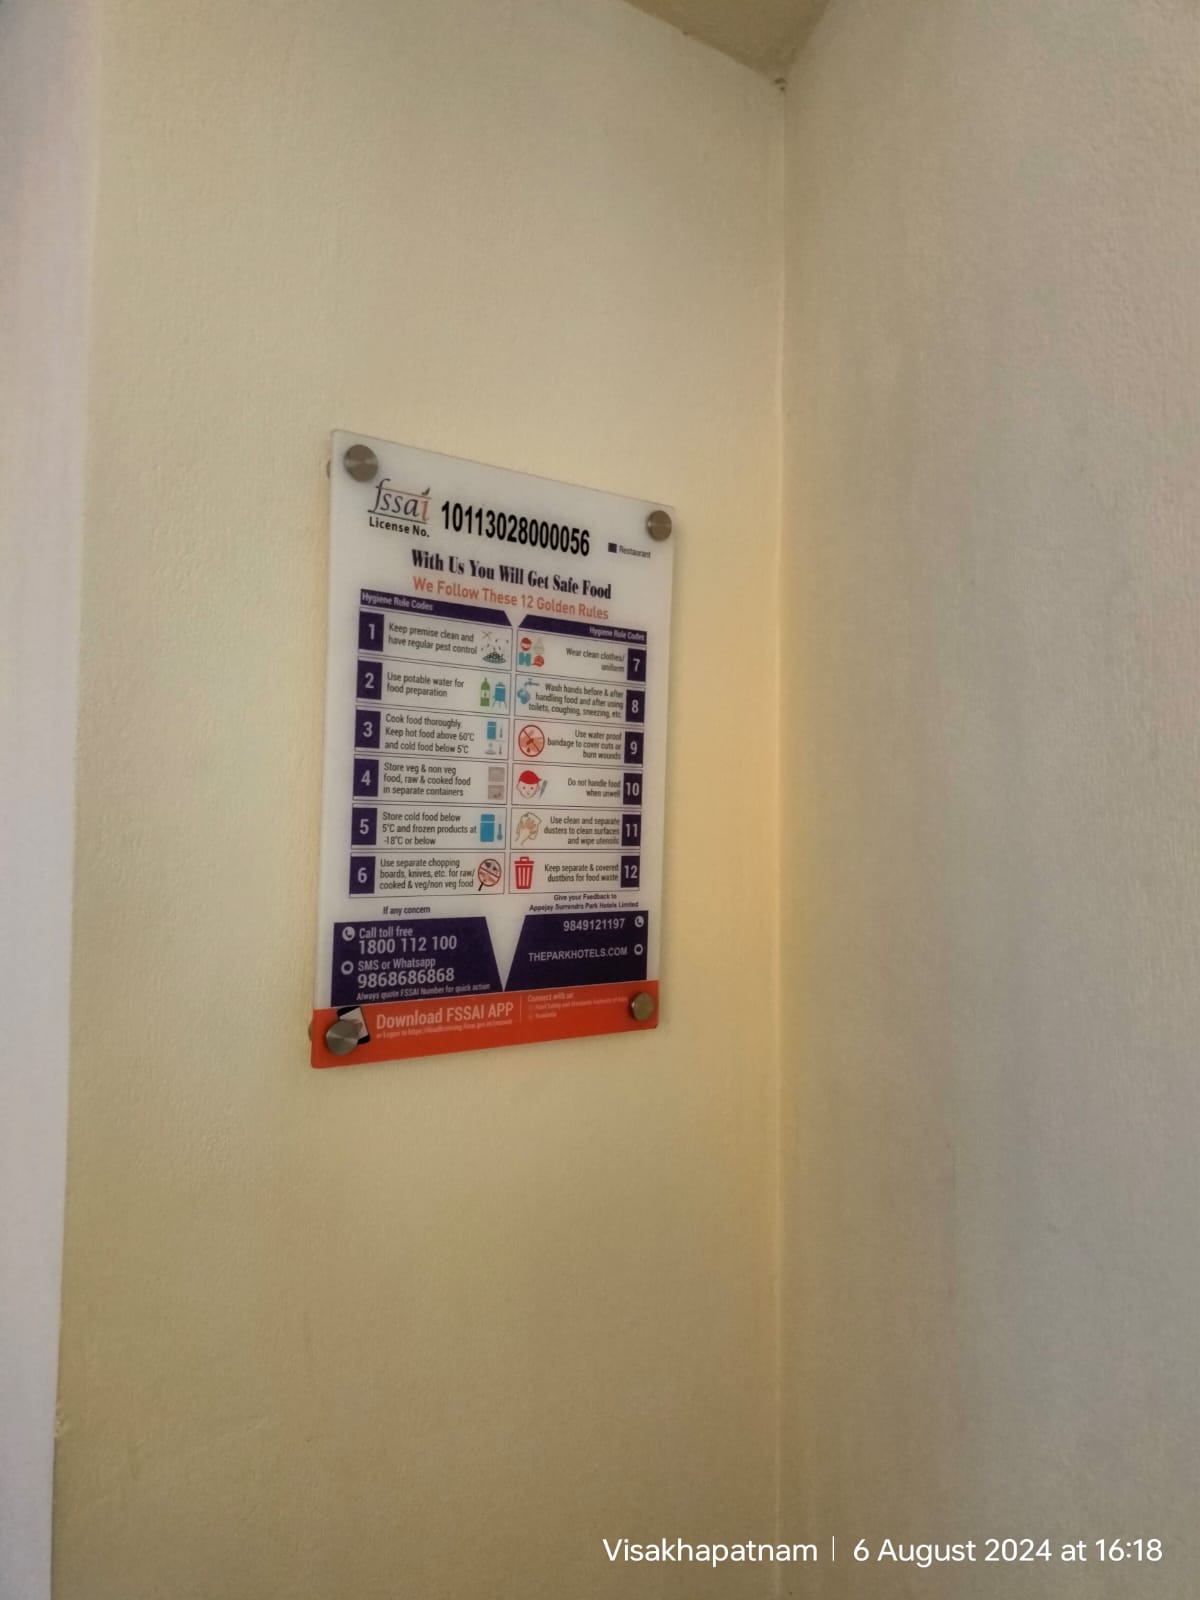 fssai
License No. 10113028000056
Restaurant
With Us You Will Get Safe Food
We Follow These 12 Golden Rules
Hygiene Rule Codes
1
Keep premise clean and
have regular pest control
2
Use potable water for
food preparation
3
Cook food thoroughly
Keep hot food above 60°C
and cold food below 5°C
4
Store veg & non veg
food, raw & cooked food
in separate containers
5
Store cold food below
5°C and frozen products at
-18°C or below
6
Use separate chopping
boards, knives, etc. for raw/
cooked & veg/non veg food
Hygiene Rule Codes
Wear clean clothes/
uniform
7
Wash hands before & after
handling food and after using
toilets, coughing, sneezing, etc.
8
Use water proof
bandage to cover cuts or
burn wounds
9
Do not handle food
when unwell
10
Use clean and separate
dusters to clean surfaces
and wipe utensils
11
Keep separate & covered
dustbins for food waste
12
If any concern
Call toll free
1800 112 100
SMS or Whatsapp
9868686868
Always quote FSSAI Number for quick action
Give your Feedback to
Appejay Surrendra Park Hotels Limited
9849121197
THEPARKHOTELS.COM
Download FSSAI APP
Connect with us
Visakhapatnam | 6 August 2024 at 16:18